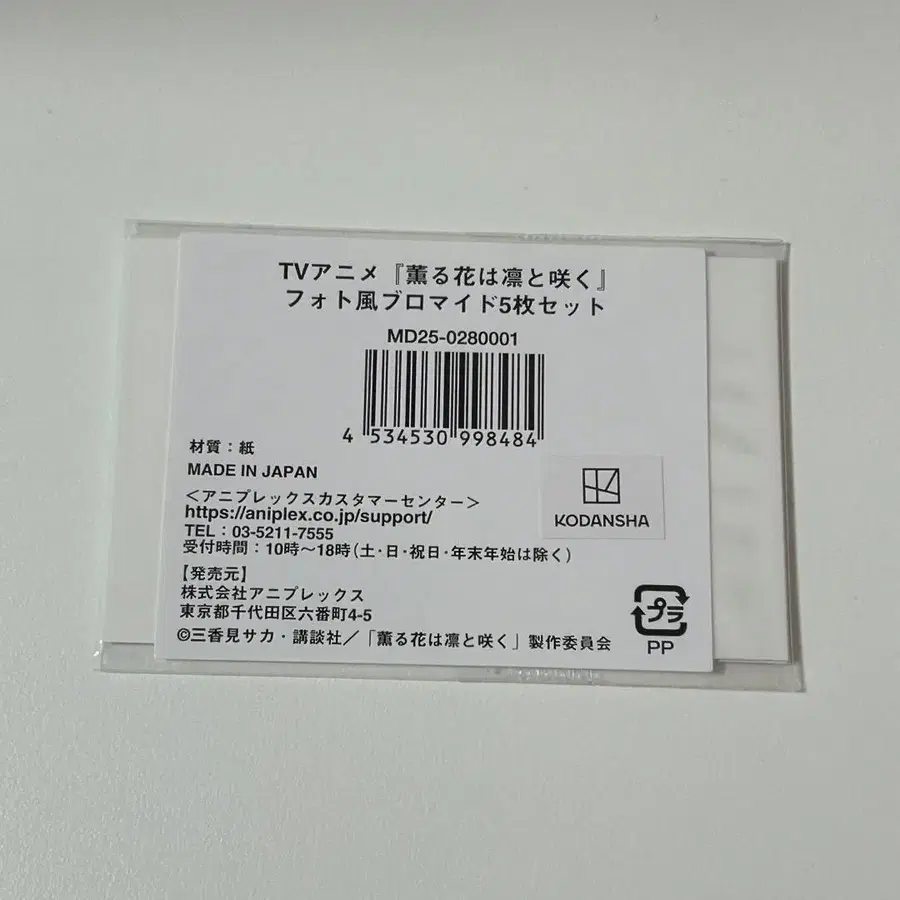 TVアニメ『薫る花は凛と咲く』
フォト風ブロマイド5枚セット
MD25-0280001
4 534530 998484
材質：紙
MADE IN JAPAN
＜アニプレックスカスタマーセンター＞
https://aniplex.co.jp/support/
TEL：03-5211-7555
受付時間：10時～18時(土・日・祝日・年末年始は除く)
KODANSHA
【発売元】
株式会社アニプレックス
東京都千代田区六番町4-5
©三香見サカ・講談社／「薫る花は凛と咲く」製作委員会
プラ
PP